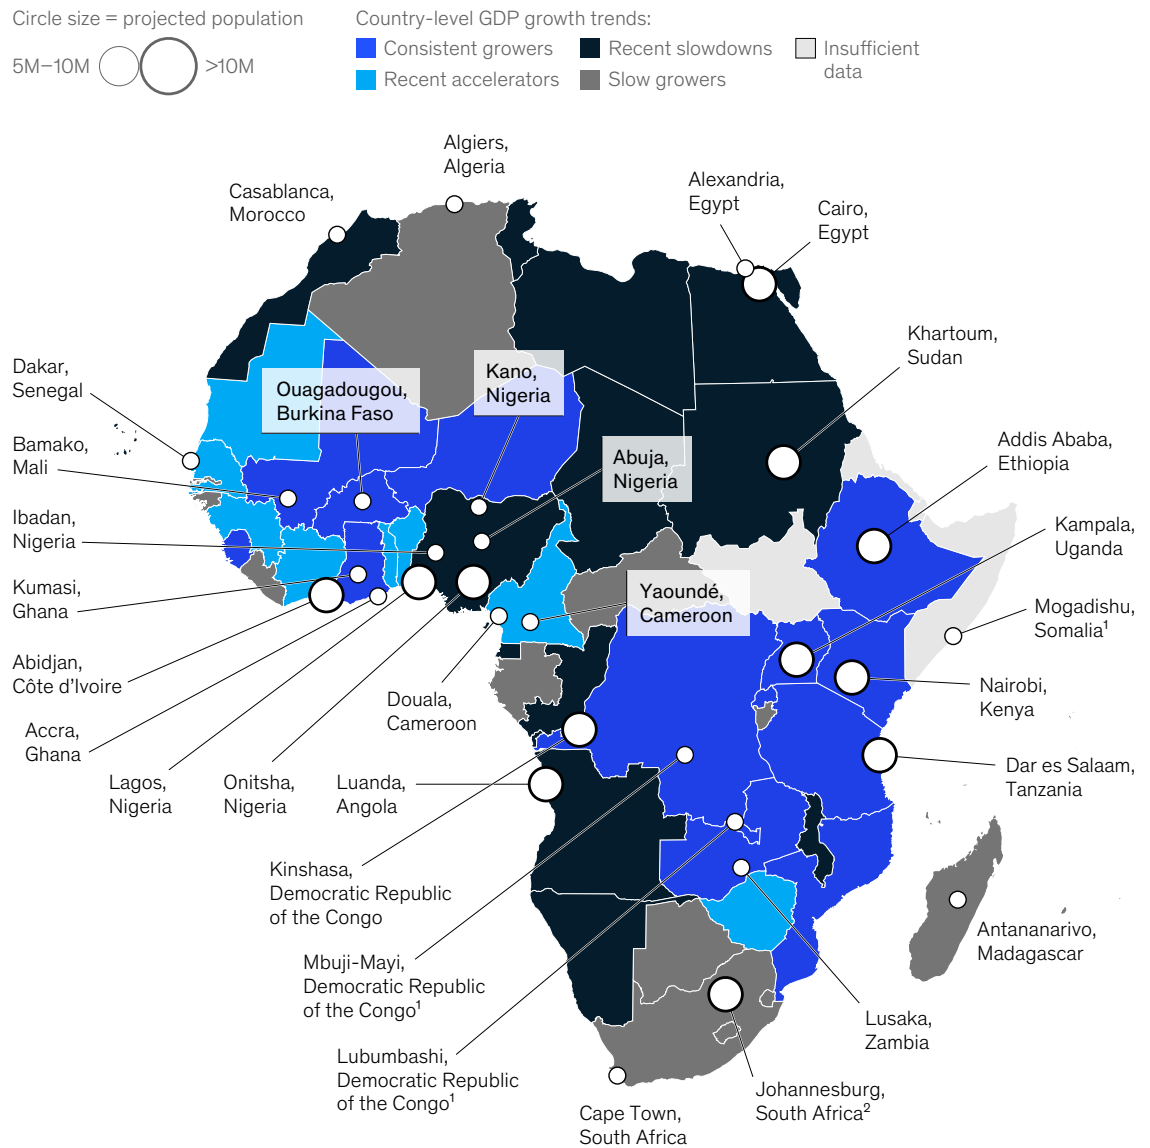 Circle size = projected population
5M–10M
>10M
Country-level GDP growth trends:
Consistent growers
Recent slowdowns
Insufficient
data
Recent accelerators
Slow growers
Algiers,
Algeria
Casablanca,
Morocco
Alexandria,
Egypt
Cairo,
Egypt
Khartoum,
Sudan
Dakar,
Senegal
Ouagadougou,
Burkina Faso
Kano,
Nigeria
Abuja,
Nigeria
Addis Ababa,
Ethiopia
Bamako,
Mali
Ibadan,
Nigeria
Kampala,
Uganda
Kumasi,
Ghana
Yaoundé,
Cameroon
Mogadishu,
Somalia¹
Abidjan,
Côte d’Ivoire
Douala,
Cameroon
Nairobi,
Kenya
Accra,
Ghana
Lagos,
Nigeria
Onitsha,
Nigeria
Luanda,
Angola
Dar es Salaam,
Tanzania
Kinshasa,
Democratic Republic
of the Congo
Antananarivo,
Madagascar
Mbuji-Mayi,
Democratic Republic
of the Congo¹
Lusaka,
Zambia
Lubumbashi,
Democratic Republic
of the Congo¹
Johannesburg,
South Africa²
Cape Town,
South Africa